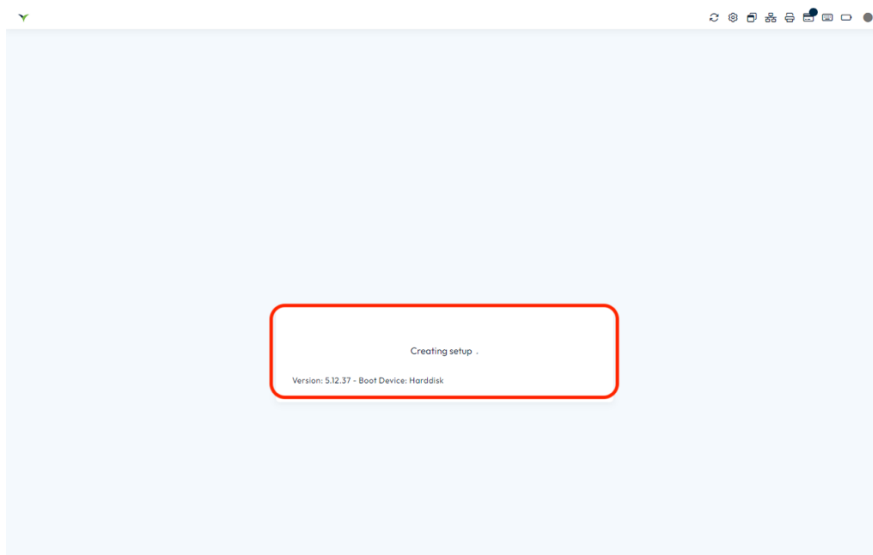 Creating setup .
Version: 5.12.37 - Boot Device: Harddisk